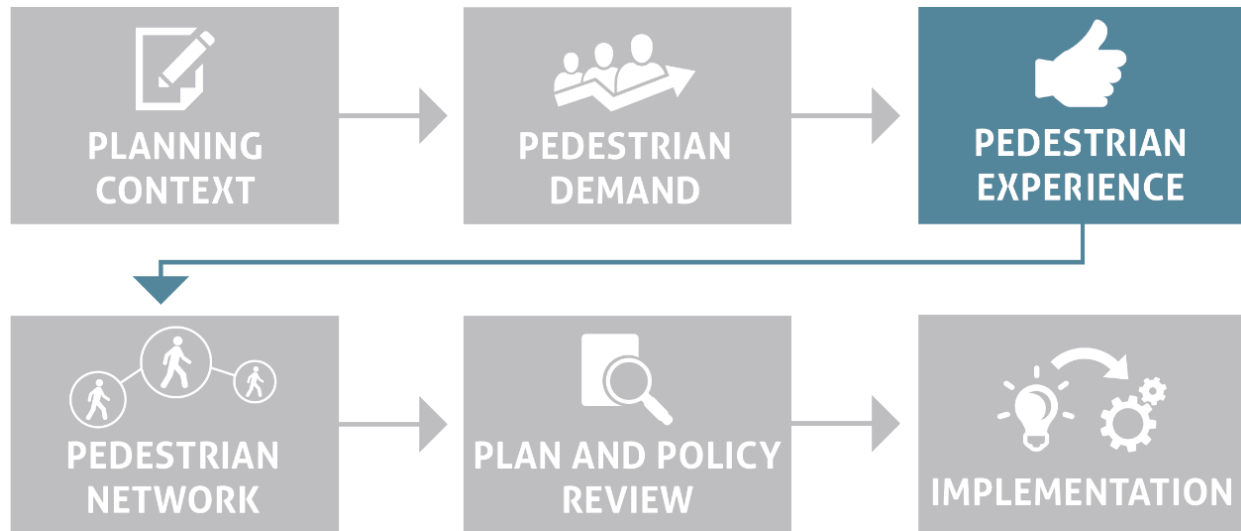 PLANNING
CONTEXT
PEDESTRIAN
DEMAND
PEDESTRIAN
EXPERIENCE
PEDESTRIAN
NETWORK
PLAN AND POLICY
REVIEW
IMPLEMENTATION